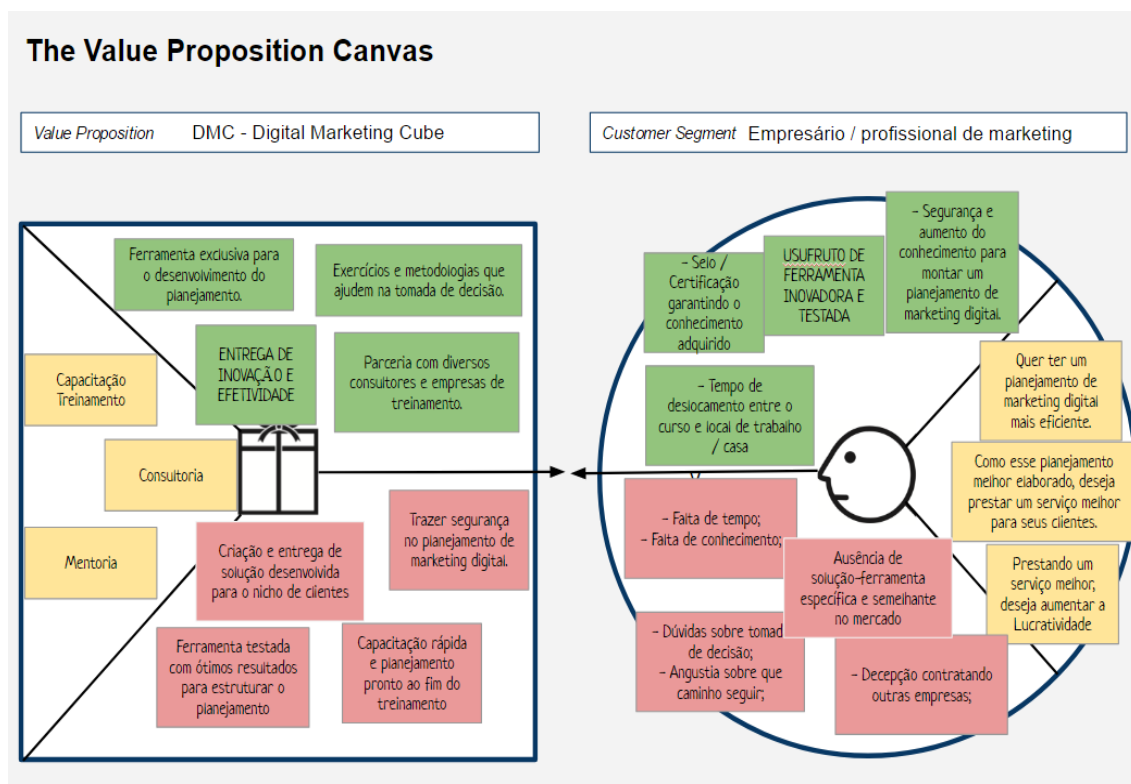 The Value Proposition Canvas
Value Proposition DMC - Digital Marketing Cube
Customer Segment Empresário / profissional de marketing
Ferramenta exclusiva para
o desenvolvimento do
planejamento.
Exercícios e metodologias que
ajudem na tomada de
decisão.
ENTREGA DE
INOVAÇÃO E
EFETIVIDADE
Parceria com diversos
consultores e empresas de
treinamento.
Capacitação
Treinamento
Consultoria
Mentoria
Criação e entrega de
solução desenvolvida
para o nicho de clientes
Trazer segurança
no planejamento de
marketing digital.
Ferramenta testada
com ótimos resultados
para estruturar o
planejamento
Capacitação rápida
e planejamento
pronto ao fim do
treinamento
- Selo /
Certificação
garantindo o
conhecimento
adquirido
USUFRUTO DE
FERRAMENTA
INOVADORA E
TESTADA
- Segurança e
aumento do
conhecimento para
montar um
planejamento de
marketing digital.
- Tempo de
deslocamento entre o
curso e local de trabalho
/ casa
Quer ter um
planejamento de
marketing digital
mais eficiente.
Como esse planejamento
melhor elaborado, deseja
prestar um serviço melhor
para seus clientes.
Prestando um
serviço melhor,
deseja aumentar a
Lucratividade
- Falta de tempo;
- Falta de conhecimento;
Ausência de
solução-ferramenta
específica e semelhante
no mercado
- Dúvidas sobre tomada
de decisão;
- Angustia sobre que
caminho seguir;
- Decepção contratando
outras empresas;